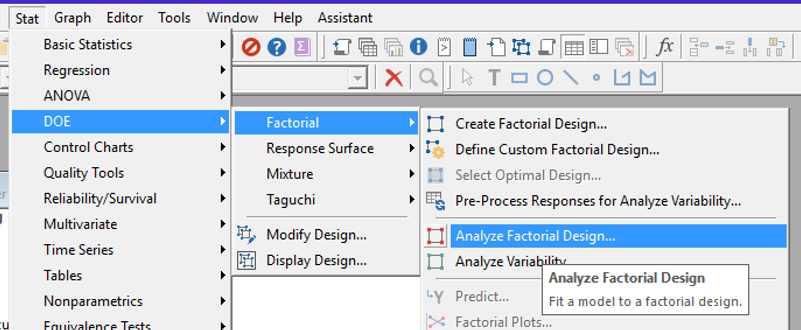 Stat Graph Editor Tools Window Help Assistant
Basic Statistics
Regression
ANOVA
DOE
Control Charts
Quality Tools
Reliability/Survival
Multivariate
Time Series
Tables
Nonparametrics
Equivalence Tests
Factorial
Response Surface
Mixture
Taguchi
Modify Design...
Display Design...
Create Factorial Design...
Define Custom Factorial Design...
Select Optimal Design...
Pre-Process Responses for Analyze Variability...
Analyze Factorial Design...
Analyze Variability
Predict...
Factorial Plots...
Analyze Factorial Design
Fit a model to a factorial design.
fx
T